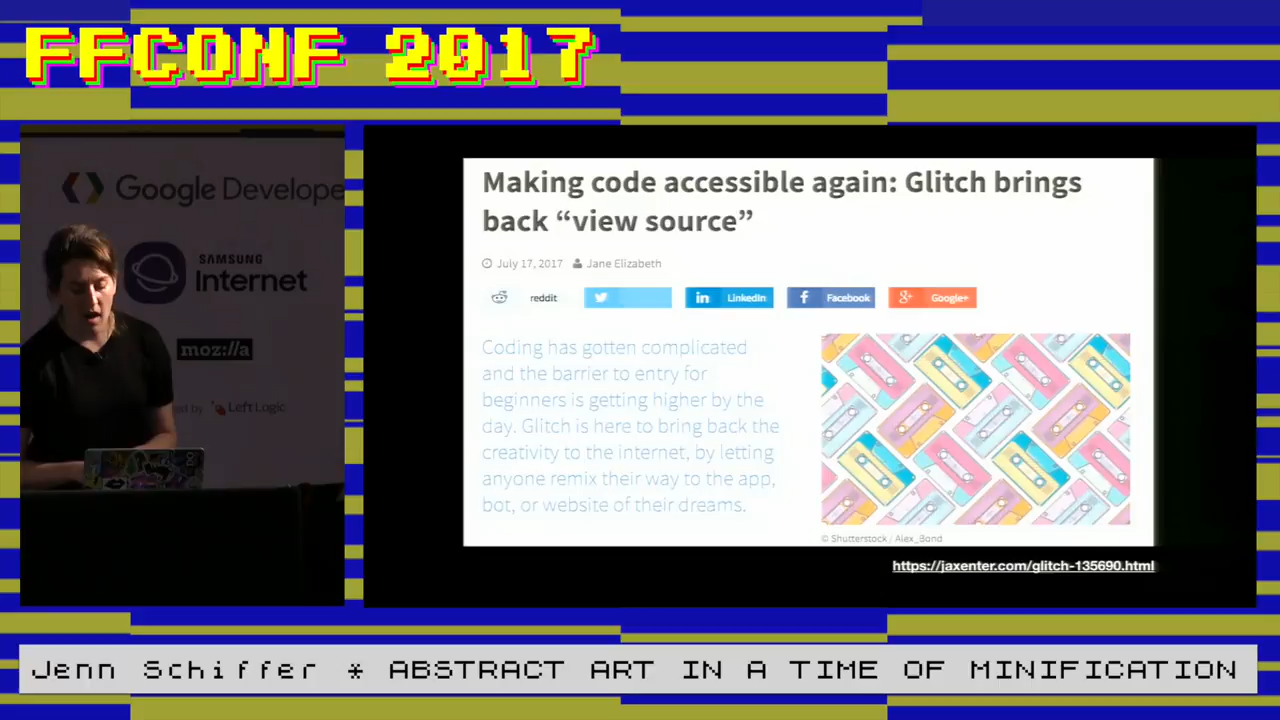 FFCONF 2017
Google Develope
SAMSUNG
Internet
moz://a
by LeftLogic
Making code accessible again: Glitch brings
back “view source”
July 17, 2017 Jane Elizabeth
reddit LinkedIn Facebook Google+
Coding has gotten complicated
and the barrier to entry for
beginners is getting higher by the
day. Glitch is here to bring back the
creativity to the internet, by letting
anyone remix their way to the app,
bot, or website of their dreams.
© Shutterstock / Alex_Bond
https://jaxenter.com/glitch-135690.html
Jenn Schiffer * ABSTRACT ART IN A TIME OF MINIFICATION